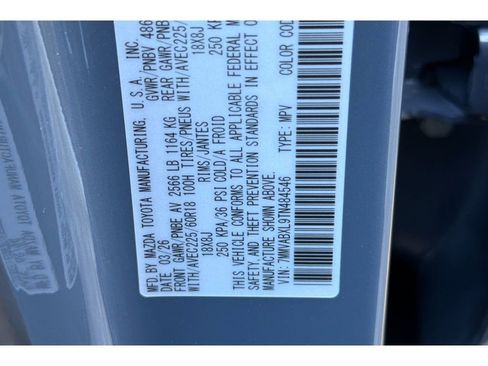 MFD. BY MAZDA TOYOTA MANUFACTURING, U.S.A, INC.
DATE 03/26 GVWR/PNBV 486
FRONT GAWR/PNBE AV 2566 LB 1164 KG REAR GAWR/PNB
WITH/AVEC225/60R18 100H TIRES/PNEUS WITH/AVEC225/
18X8J RIMS/JANTES 18X8J
250 KPA/36 PSI COLD/A FROID 250 KP
THIS VEHICLE CONFORMS TO ALL APPLICABLE FEDERAL M
BUMPER, AND THEFT PREVENTION STANDARDS IN EFFECT O
MANUFACTURE SHOWN ABOVE.
VIN: 7MMVABXL9TN484546 TYPE: MPV
COLOR CODE